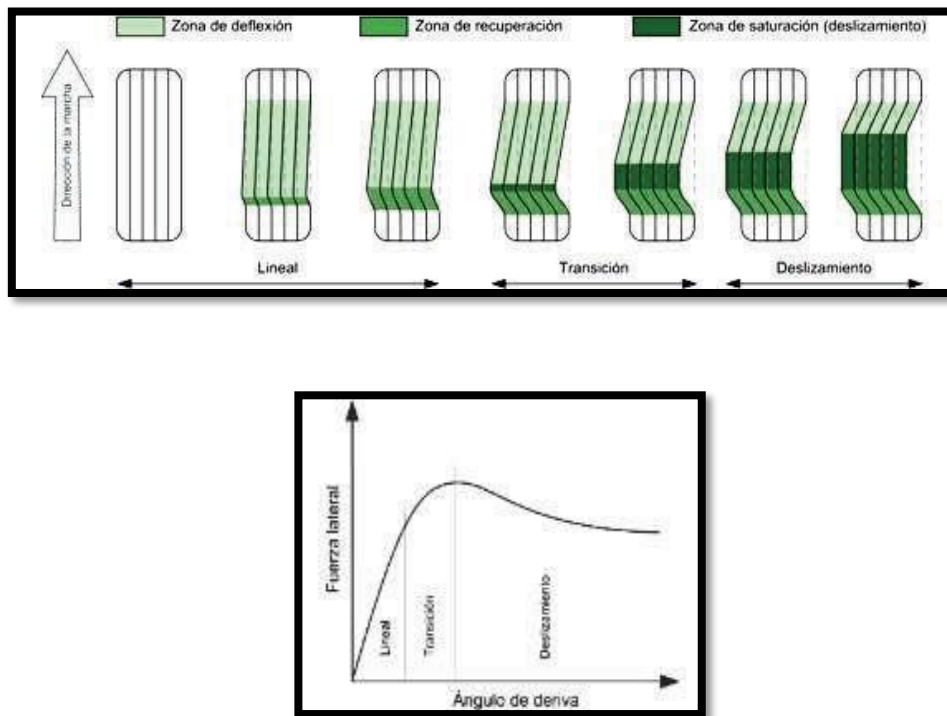 Zona de deflexión
Zona de recuperación
Zona de saturación (deslizamiento)
Dirección de la marcha
Lineal
Transición
Deslizamiento
Fuerza lateral
Lineal
Transición
Deslizamiento
Ángulo de deriva